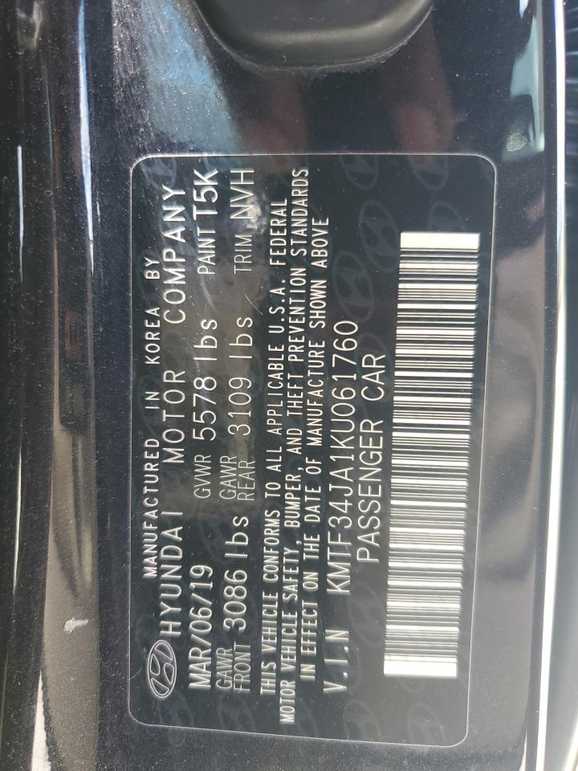 MANUFACTURED IN KOREA BY
HYUNDAI MOTOR COMPANY
MAR/06/19 GVWR 5578 lbs PAINT T5K
GAWR FRONT 3086 lbs GAWR REAR 3109 lbs TRIM NVH
THIS VEHICLE CONFORMS TO ALL APPLICABLE U.S.A. FEDERAL
MOTOR VEHICLE SAFETY, BUMPER, AND THEFT PREVENTION STANDARDS
IN EFFECT ON THE DATE OF MANUFACTURE SHOWN ABOVE
V.I.N KMTF34JA1KU061760
PASSENGER CAR